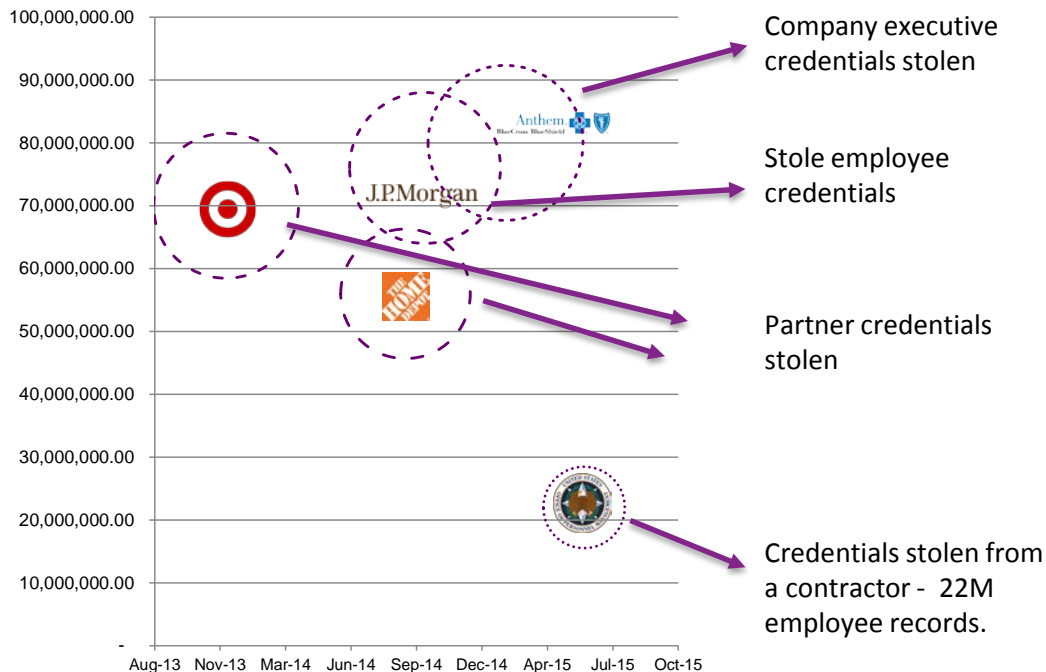 100,000,000.00
90,000,000.00
80,000,000.00
70,000,000.00
60,000,000.00
50,000,000.00
40,000,000.00
30,000,000.00
20,000,000.00
10,000,000.00
-
Aug-13 Nov-13 Mar-14 Jun-14 Sep-14 Dec-14 Apr-15 Jul-15 Oct-15
Anthem.
BlueCross BlueShield
J.P.Morgan
THE
HOME
DEPOT
UNITED STATES
Company executive
credentials stolen
Stole employee
credentials
Partner credentials
stolen
Credentials stolen from
a contractor - 22M
employee records.